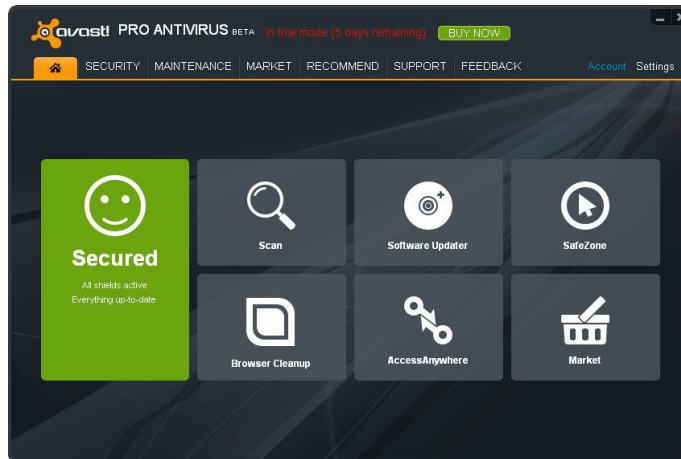 avast! PRO ANTIVIRUS BETA In trial mode (5 days remaining) BUY NOW
SECURITY MAINTENANCE MARKET RECOMMEND SUPPORT FEEDBACK Account Settings
Secured
All shields active
Everything up-to-date
Scan
Software Updater
SafeZone
Browser Cleanup
AccessAnywhere
Market